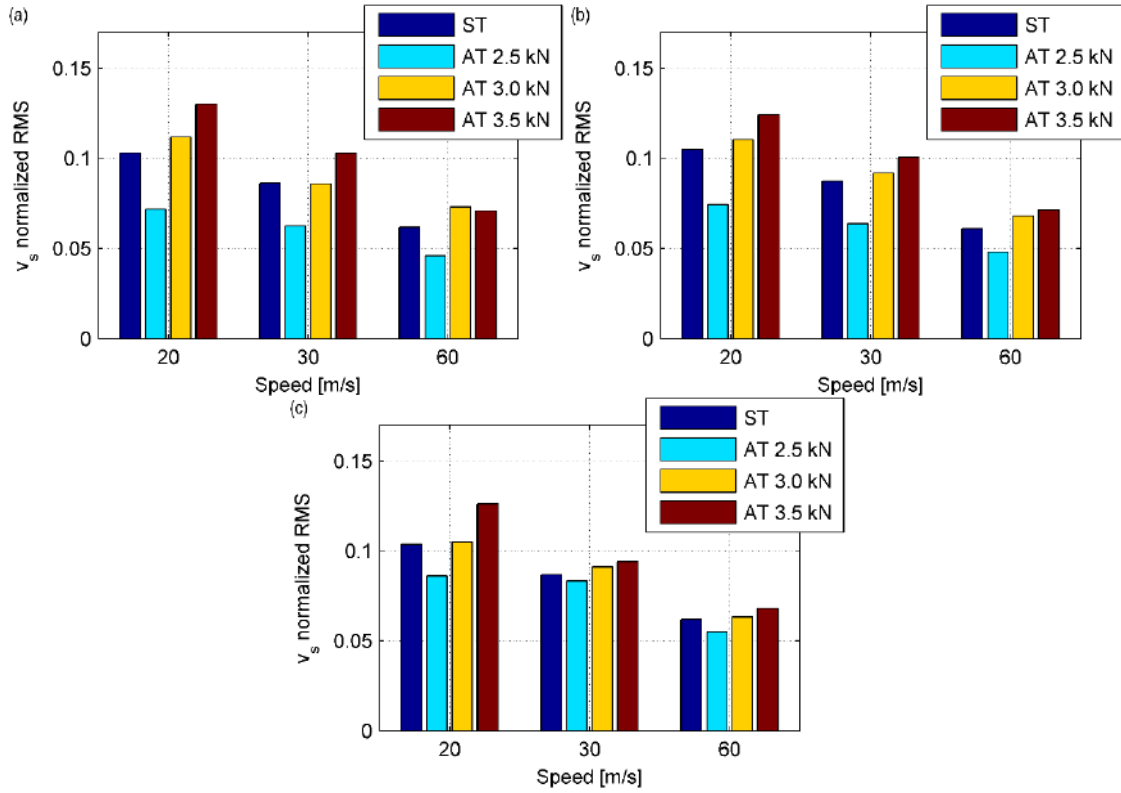 (a)
ST
AT 2.5 kN
AT 3.0 kN
AT 3.5 kN
0.15
0.1
0.05
0
v_s normalized RMS
20 30 60
Speed [m/s]
(b)
ST
AT 2.5 kN
AT 3.0 kN
AT 3.5 kN
0.15
0.1
0.05
0
v_s normalized RMS
20 30 60
Speed [m/s]
(c)
ST
AT 2.5 kN
AT 3.0 kN
AT 3.5 kN
0.15
0.1
0.05
0
v_s normalized RMS
20 30 60
Speed [m/s]